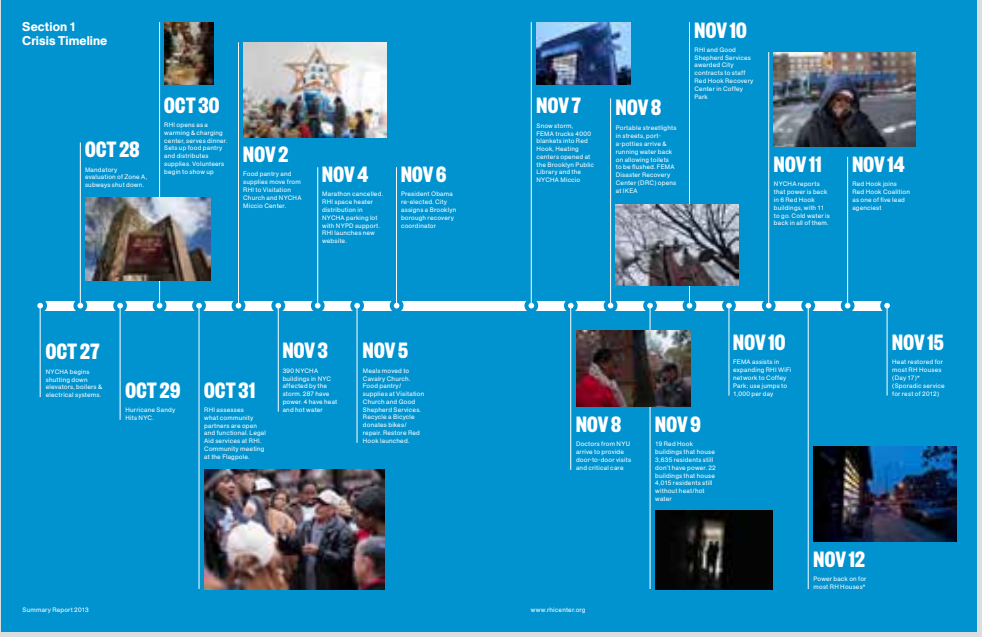 Section 1
Crisis Timeline
OCT 28
Mandatory
evaluation of Zone A,
subways shut down.
OCT 30
RHI opens as a
warming & charging
center, serves dinner.
Sets up food pantry
and distributes
supplies. Volunteers
begin to show up
NOV 2
Food pantry and
supplies move from
RHI to Visitation
Church and NYCHA
Miccio Center.
NOV 4
Marathon cancelled.
RHI space heater
distribution in
NYCHA parking lot
with NYPD support.
RHI launches new
website.
NOV 6
President Obama
re-elected. City
assigns a Brooklyn
borough recovery
coordinator
NOV 7
Snow storm,
FEMA trucks 4000
blankets into Red
Hook, Heating
centers opened at
the Brooklyn Public
Library and the
NYCHA Miccio
NOV 8
Portable streetlights
in streets, port-
a-potties arrive &
running water back
on allowing toilets
to be flushed. FEMA
Disaster Recovery
Center (DRC) opens
at IKEA
NOV 10
RHI and Good
Shepherd Services
awarded City
contracts to staff
Red Hook Recovery
Center in Coffey
Park
NOV 11
NYCHA reports
that power is back
in 6 Red Hook
buildings, with 11
to go. Cold water is
back in all of them.
NOV 14
Red Hook joins
Red Hook Coalition
as one of five lead
agenciest
OCT 27
NYCHA begins
shutting down
elevators, boilers &
electrical systems.
OCT 29
Hurricane Sandy
Hits NYC.
OCT 31
RHI assesses
what community
partners are open
and functional. Legal
Aid services at RHI.
Community meeting
at the Flagpole.
NOV 3
390 NYCHA
buildings in NYC
affected by the
storm. 287 have
power. 4 have heat
and hot water
NOV 5
Meals moved to
Calvary Church.
Food pantry/
supplies at Visitation
Church and Good
Shepherd Services.
Recycle a Bicycle
donates bikes/
repair. Restore Red
Hook launched.
NOV 8
Doctors from NYU
arrive to provide
door-to-door visits
and critical care
NOV 9
19 Red Hook
buildings that house
3,635 residents still
don't have power. 22
buildings that house
4,015 residents still
without heat/hot
water
NOV 10
FEMA assists in
expanding RHI WiFi
network to Coffey
Park; use jumps to
1,000 per day
NOV 12
Power back on for
most RH Houses*
NOV 15
Heat restored for
most RH Houses
(Day 17)*
(Sporadic service
for rest of 2012)
Summary Report 2013
www.rhicenter.org